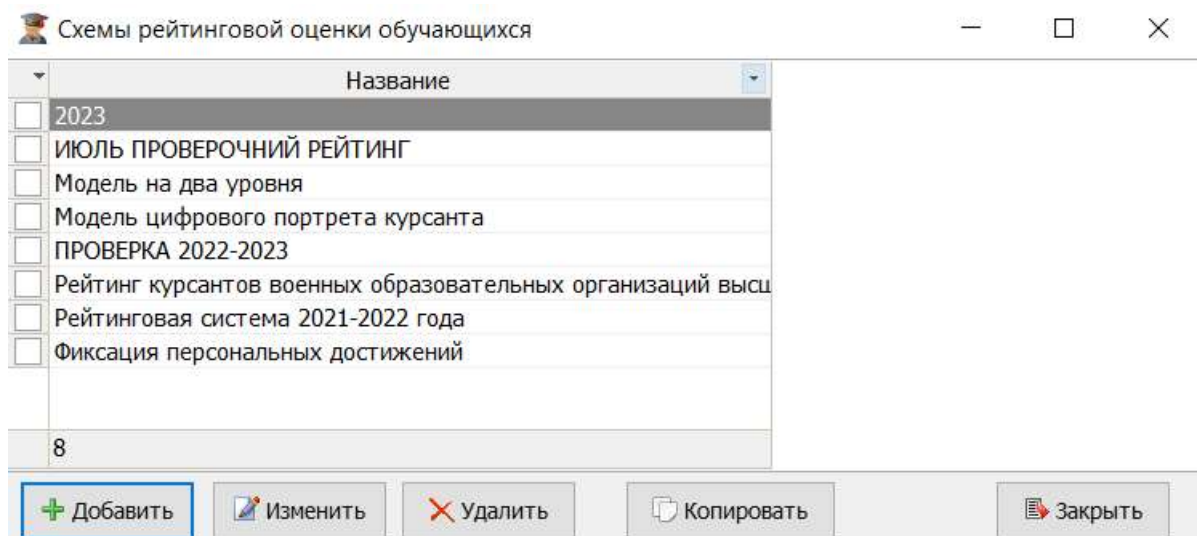 Схемы рейтинговой оценки обучающихся
Название
2023
ИЮЛЬ ПРОВЕРОЧНИЙ РЕЙТИНГ
Модель на два уровня
Модель цифрового портрета курсанта
ПРОВЕРКА 2022-2023
Рейтинг курсантов военных образовательных организаций высш
Рейтинговая система 2021-2022 года
Фиксация персональных достижений
8
Добавить Изменить Удалить Копировать Закрыть